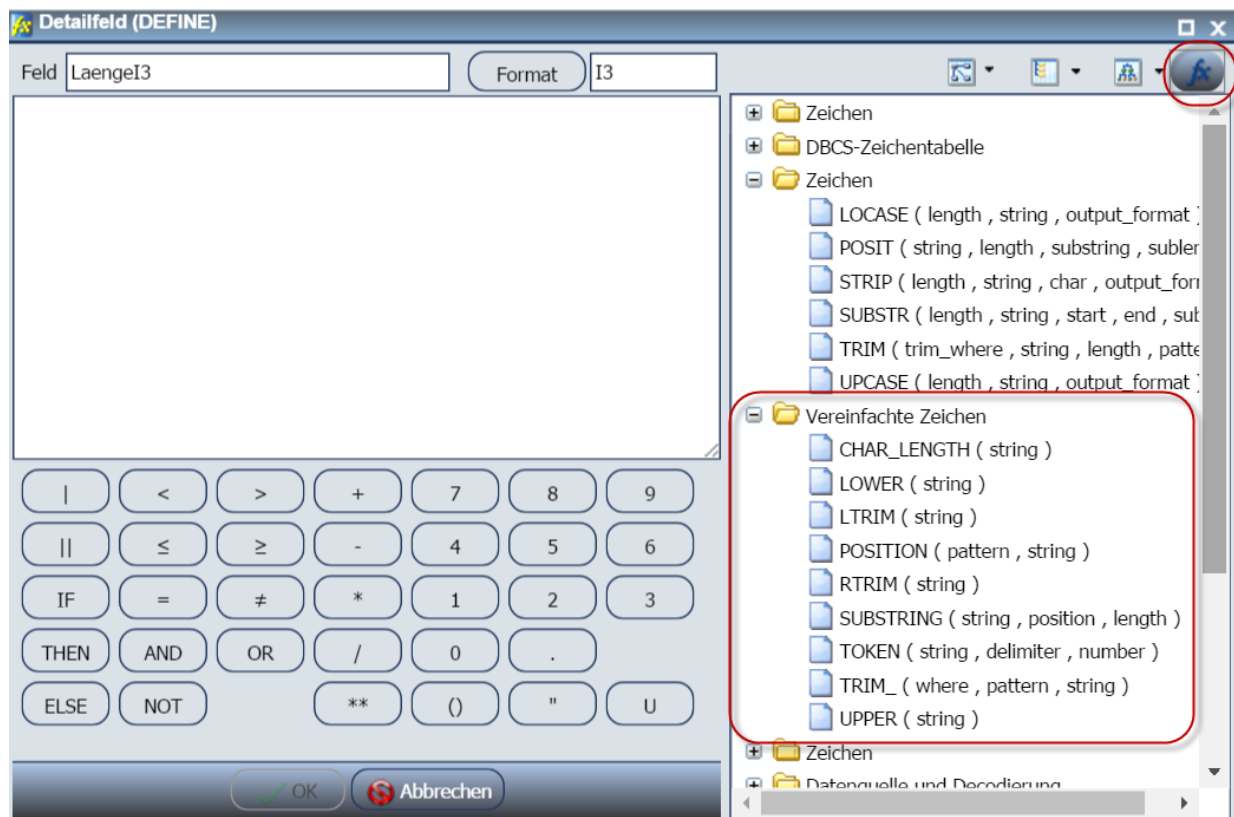 Detailfeld (DEFINE)
Feld LaengeI3 Format I3
Zeichen
DBCS-Zeichentabelle
Zeichen
LOCASE ( length , string , output_format )
POSIT ( string , length , substring , subler
STRIP ( length , string , char , output_forr
SUBSTR ( length , string , start , end , sub
TRIM ( trim_where , string , length , patte
UPCASE ( length , string , output_format )
Vereinfachte Zeichen
CHAR_LENGTH ( string )
LOWER ( string )
LTRIM ( string )
POSITION ( pattern , string )
RTRIM ( string )
SUBSTRING ( string , position , length )
TOKEN ( string , delimiter , number )
TRIM_ ( where , pattern , string )
UPPER ( string )
Zeichen
Datenquelle und Decodierung
| < > + 7 8 9
|| ≤ ≥ - 4 5 6
IF = ≠ * 1 2 3
THEN AND OR / 0 .
ELSE NOT ** () " U
OK Abbrechen